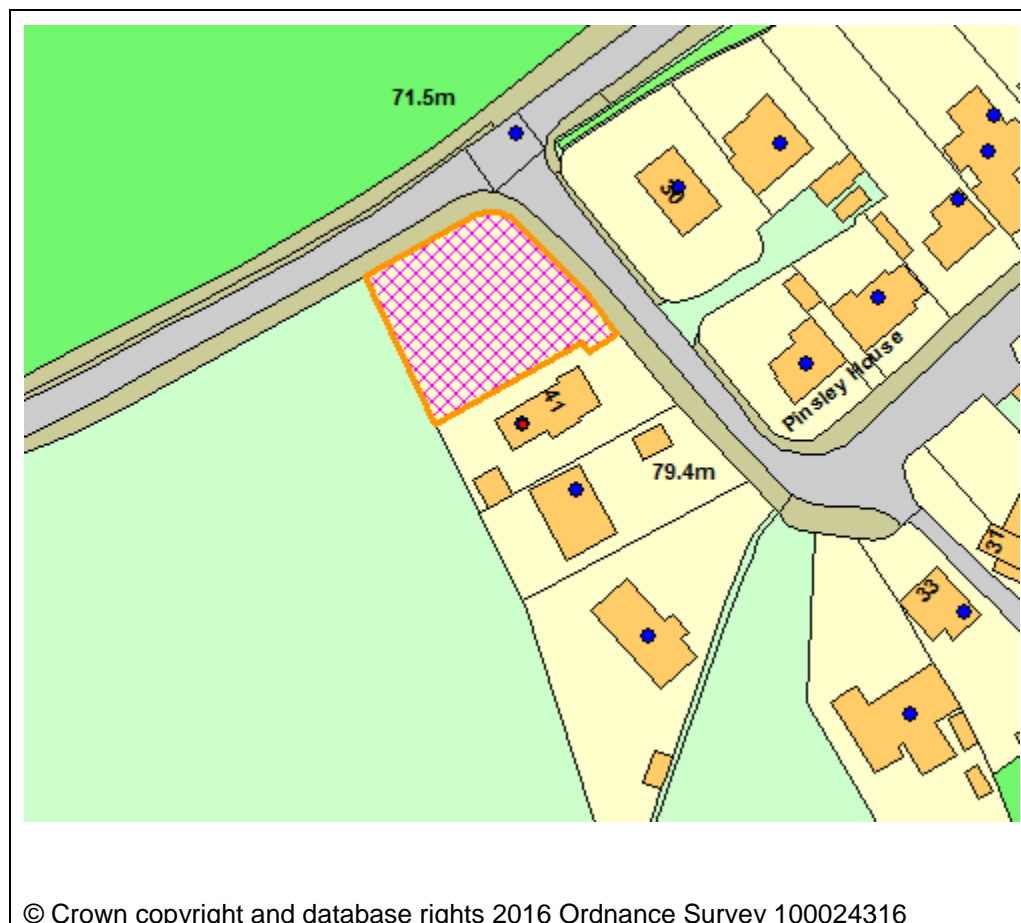 71.5m
30
Pinsley House
41
79.4m
31
33
© Crown copyright and database rights 2016 Ordnance Survey 100024316